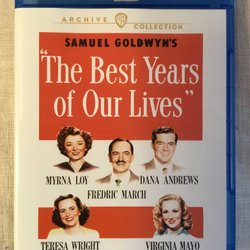 ARCHIVE WB COLLECTION
SAMUEL GOLDWYN'S
"The Best Years
of Our Lives"
MYRNA LOY
DANA ANDREWS
FREDRIC MARCH
TERESA WRIGHT
VIRGINIA MAYO